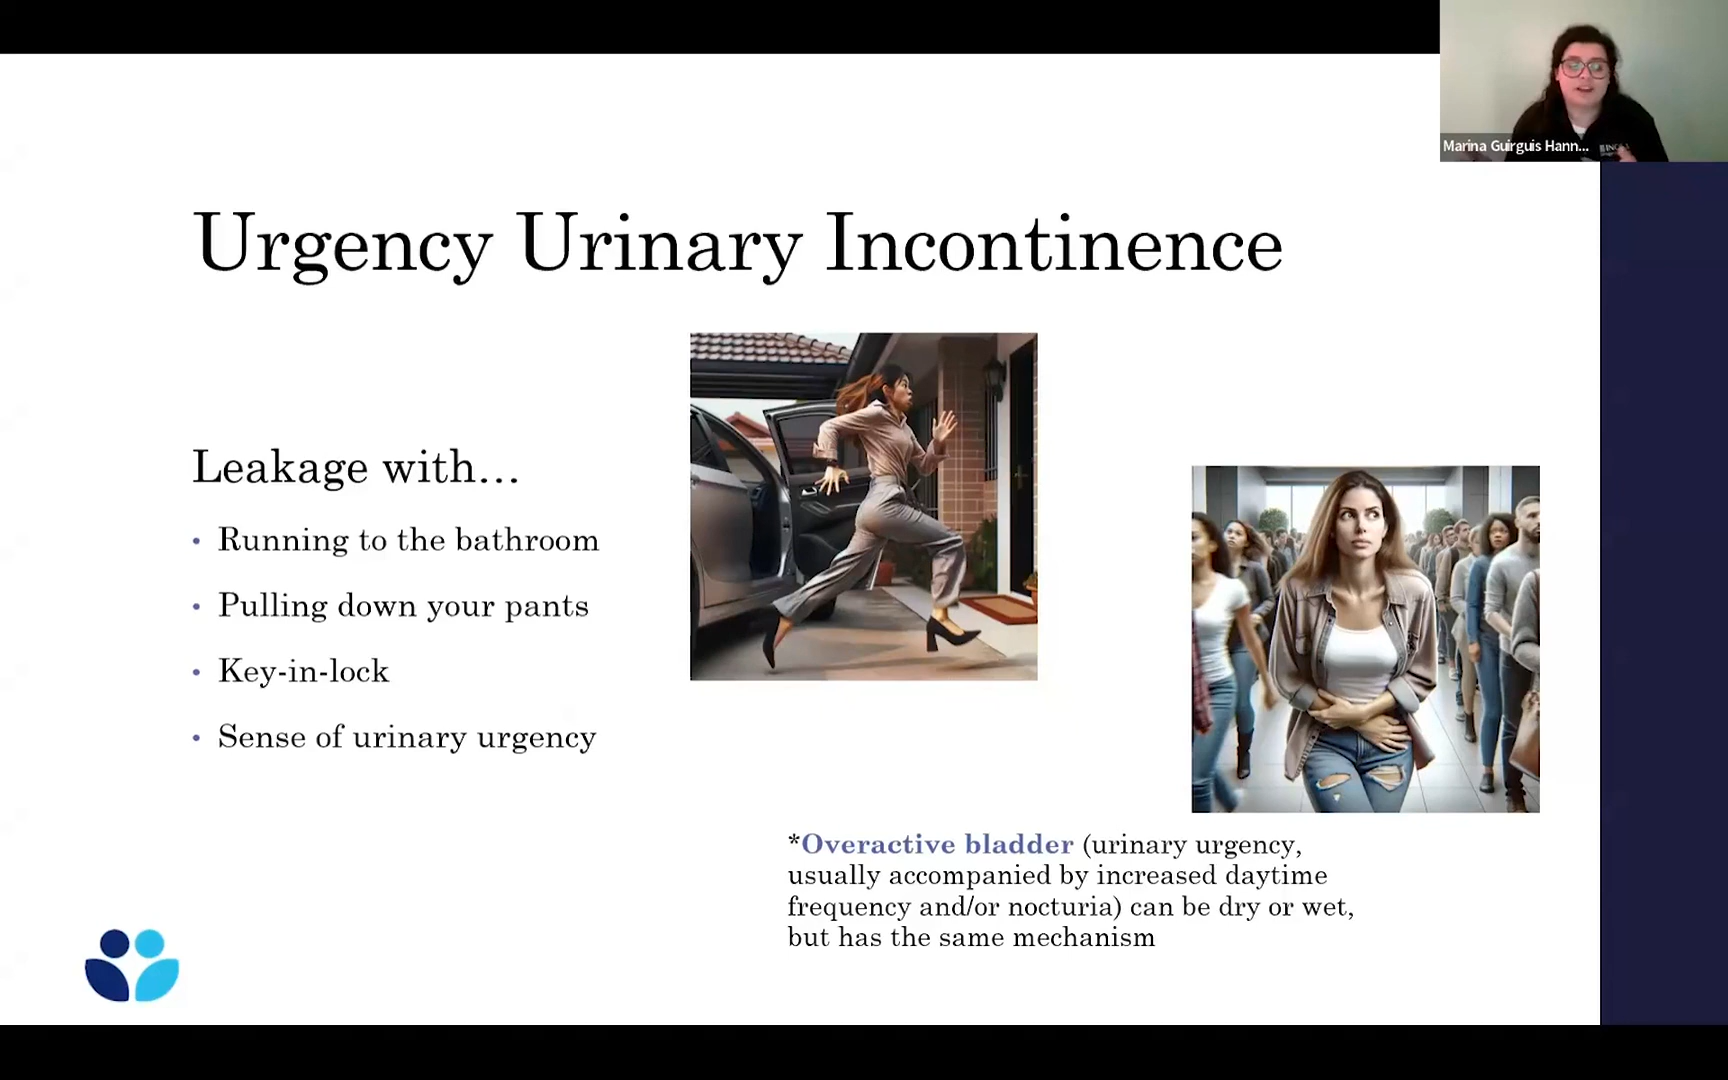 Marina Guirguis Hann...
Urgency Urinary Incontinence
Leakage with...
• Running to the bathroom
• Pulling down your pants
• Key-in-lock
• Sense of urinary urgency
*Overactive bladder (urinary urgency,
usually accompanied by increased daytime
frequency and/or nocturia) can be dry or wet,
but has the same mechanism